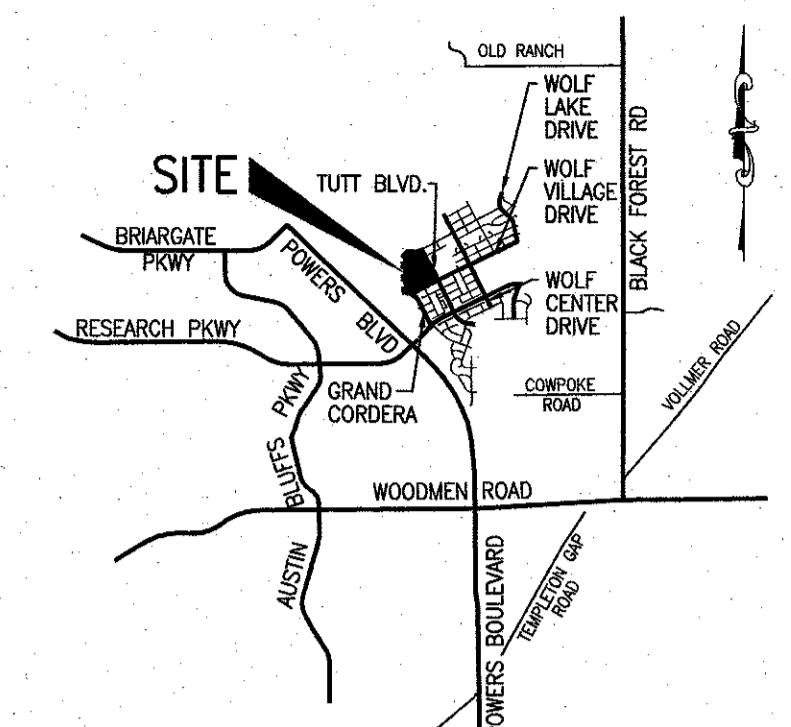 OLD RANCH
WOLF
LAKE
DRIVE
BLACK FOREST RD
SITE
TUTT BLVD.
WOLF
VILLAGE
DRIVE
BRIARGATE
PKWY
POWERS
BLVD
WOLF
CENTER
DRIVE
RESEARCH PKWY
VOLLMER ROAD
GRAND
CORDERA
COWPOKE
ROAD
PKWY
BLUFFS
AUSTIN
WOODMEN ROAD
OWERS BOULEVARD
TEMPLETON GAP
ROAD